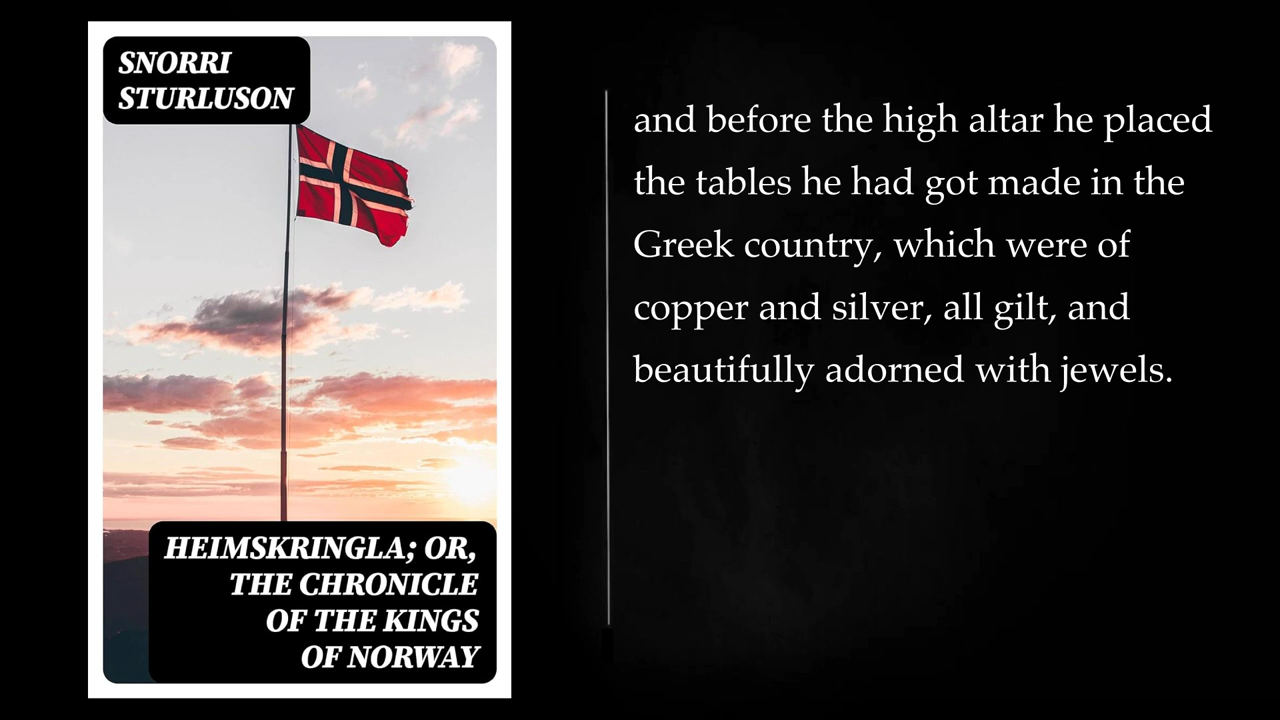 SNORRI
STURLUSON
HEIMSKRINGLA; OR,
THE CHRONICLE
OF THE KINGS
OF NORWAY
and before the high altar he placed
the tables he had got made in the
Greek country, which were of
copper and silver, all gilt, and
beautifully adorned with jewels.